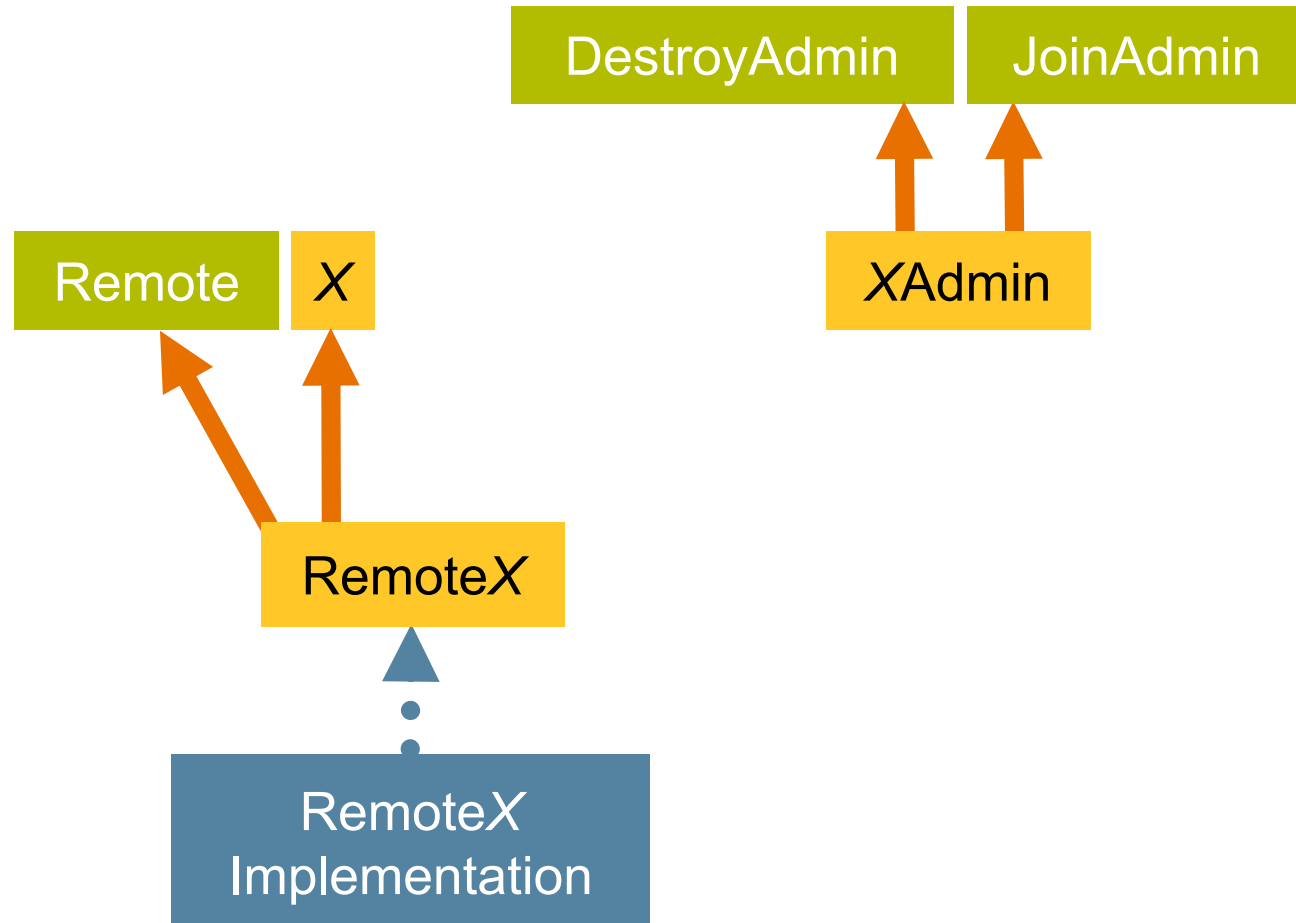 DestroyAdmin
JoinAdmin
Remote
X
XAdmin
RemoteX
RemoteX
Implementation